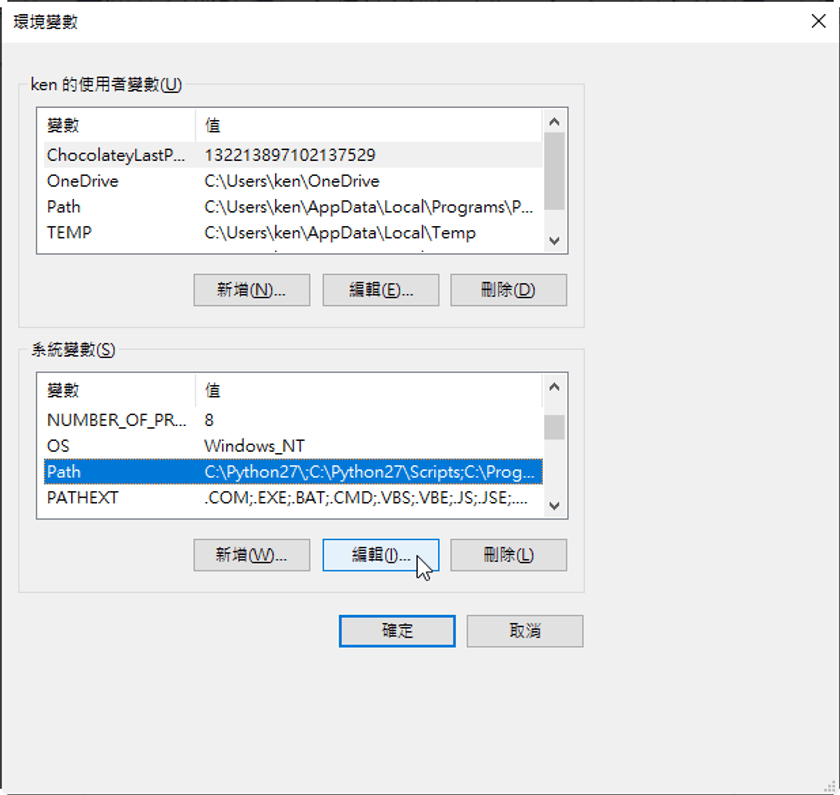 環境變數
ken 的使用者變數(U)
變數 值
ChocolateyLastP... 132213897102137529
OneDrive C:\Users\ken\OneDrive
Path C:\Users\ken\AppData\Local\Programs\P...
TEMP C:\Users\ken\AppData\Local\Temp
新增(N)... 編輯(E)... 刪除(D)
系統變數(S)
變數 值
NUMBER_OF_PR... 8
OS Windows_NT
Path C:\Python27\;C:\Python27\Scripts;C:\Prog...
PATHEXT .COM;.EXE;.BAT;.CMD;.VBS;.VBE;.JS;.JSE;....
新增(W)... 編輯(I)... 刪除(L)
確定 取消